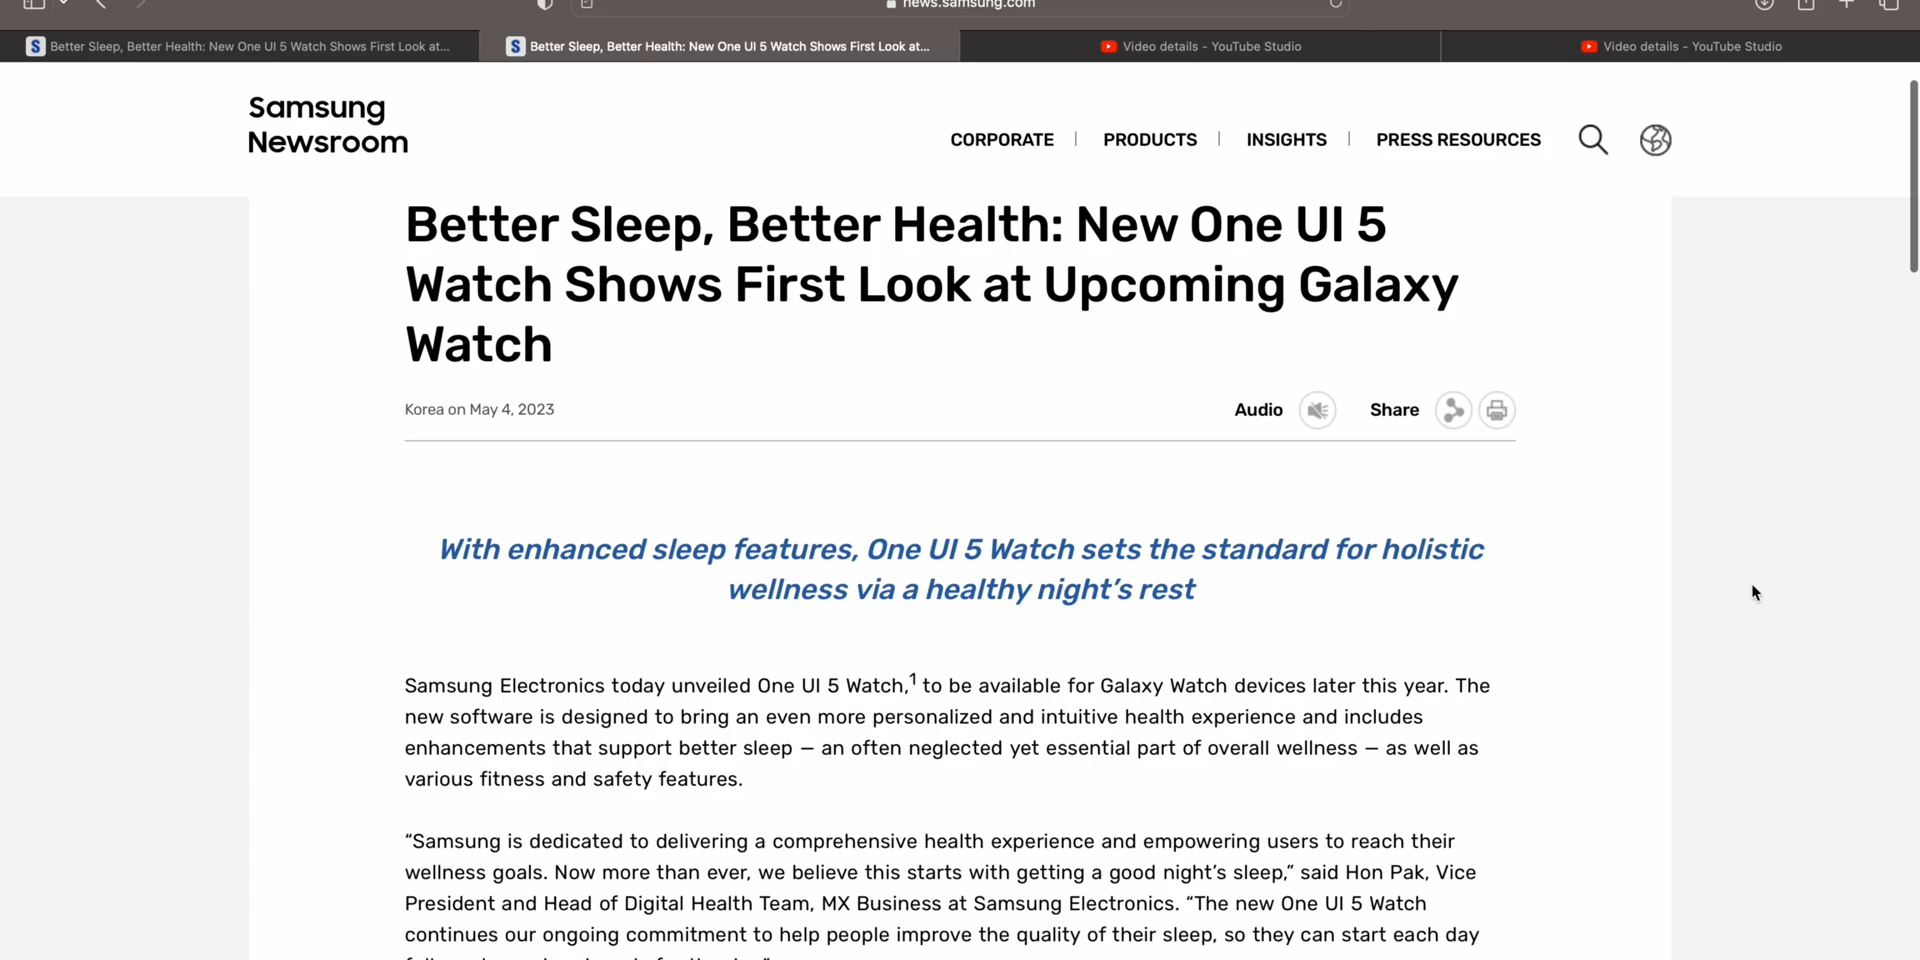 news.samsung.com
Better Sleep, Better Health: New One UI 5 Watch Shows First Look at...
Better Sleep, Better Health: New One UI 5 Watch Shows First Look at...
Video details - YouTube Studio
Video details - YouTube Studio
Samsung
Newsroom
CORPORATE | PRODUCTS | INSIGHTS | PRESS RESOURCES
Better Sleep, Better Health: New One UI 5
Watch Shows First Look at Upcoming Galaxy
Watch
Korea on May 4, 2023
Audio
Share
With enhanced sleep features, One UI 5 Watch sets the standard for holistic
wellness via a healthy night’s rest
Samsung Electronics today unveiled One UI 5 Watch,1 to be available for Galaxy Watch devices later this year. The
new software is designed to bring an even more personalized and intuitive health experience and includes
enhancements that support better sleep — an often neglected yet essential part of overall wellness — as well as
various fitness and safety features.
“Samsung is dedicated to delivering a comprehensive health experience and empowering users to reach their
wellness goals. Now more than ever, we believe this starts with getting a good night’s sleep,” said Hon Pak, Vice
President and Head of Digital Health Team, MX Business at Samsung Electronics. “The new One UI 5 Watch
continues our ongoing commitment to help people improve the quality of their sleep, so they can start each day